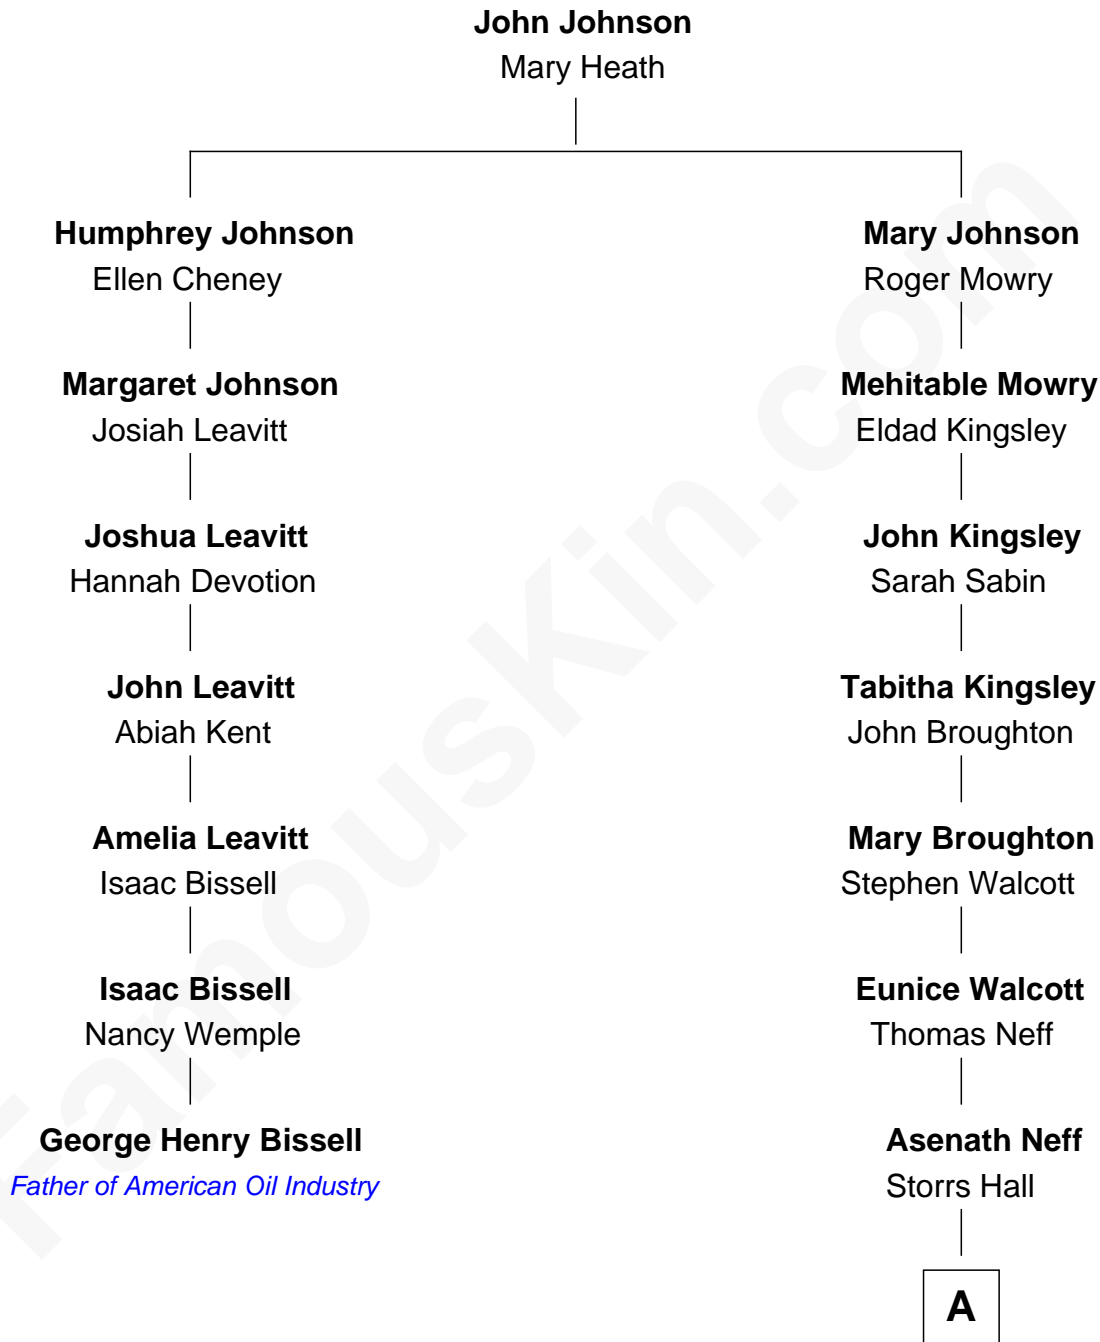 John Johnson
Mary Heath
Humphrey Johnson
Ellen Cheney
Mary Johnson
Roger Mowry
Margaret Johnson
Josiah Leavitt
Mehitable Mowry
Eldad Kingsley
Joshua Leavitt
Hannah Devotion
John Kingsley
Sarah Sabin
John Leavitt
Abiah Kent
Tabitha Kingsley
John Broughton
Amelia Leavitt
Isaac Bissell
Mary Broughton
Stephen Walcott
Isaac Bissell
Nancy Wemple
Eunice Walcott
Thomas Neff
George Henry Bissell
Father of American Oil Industry
Asenath Neff
Storrs Hall
A
FamousKin.com